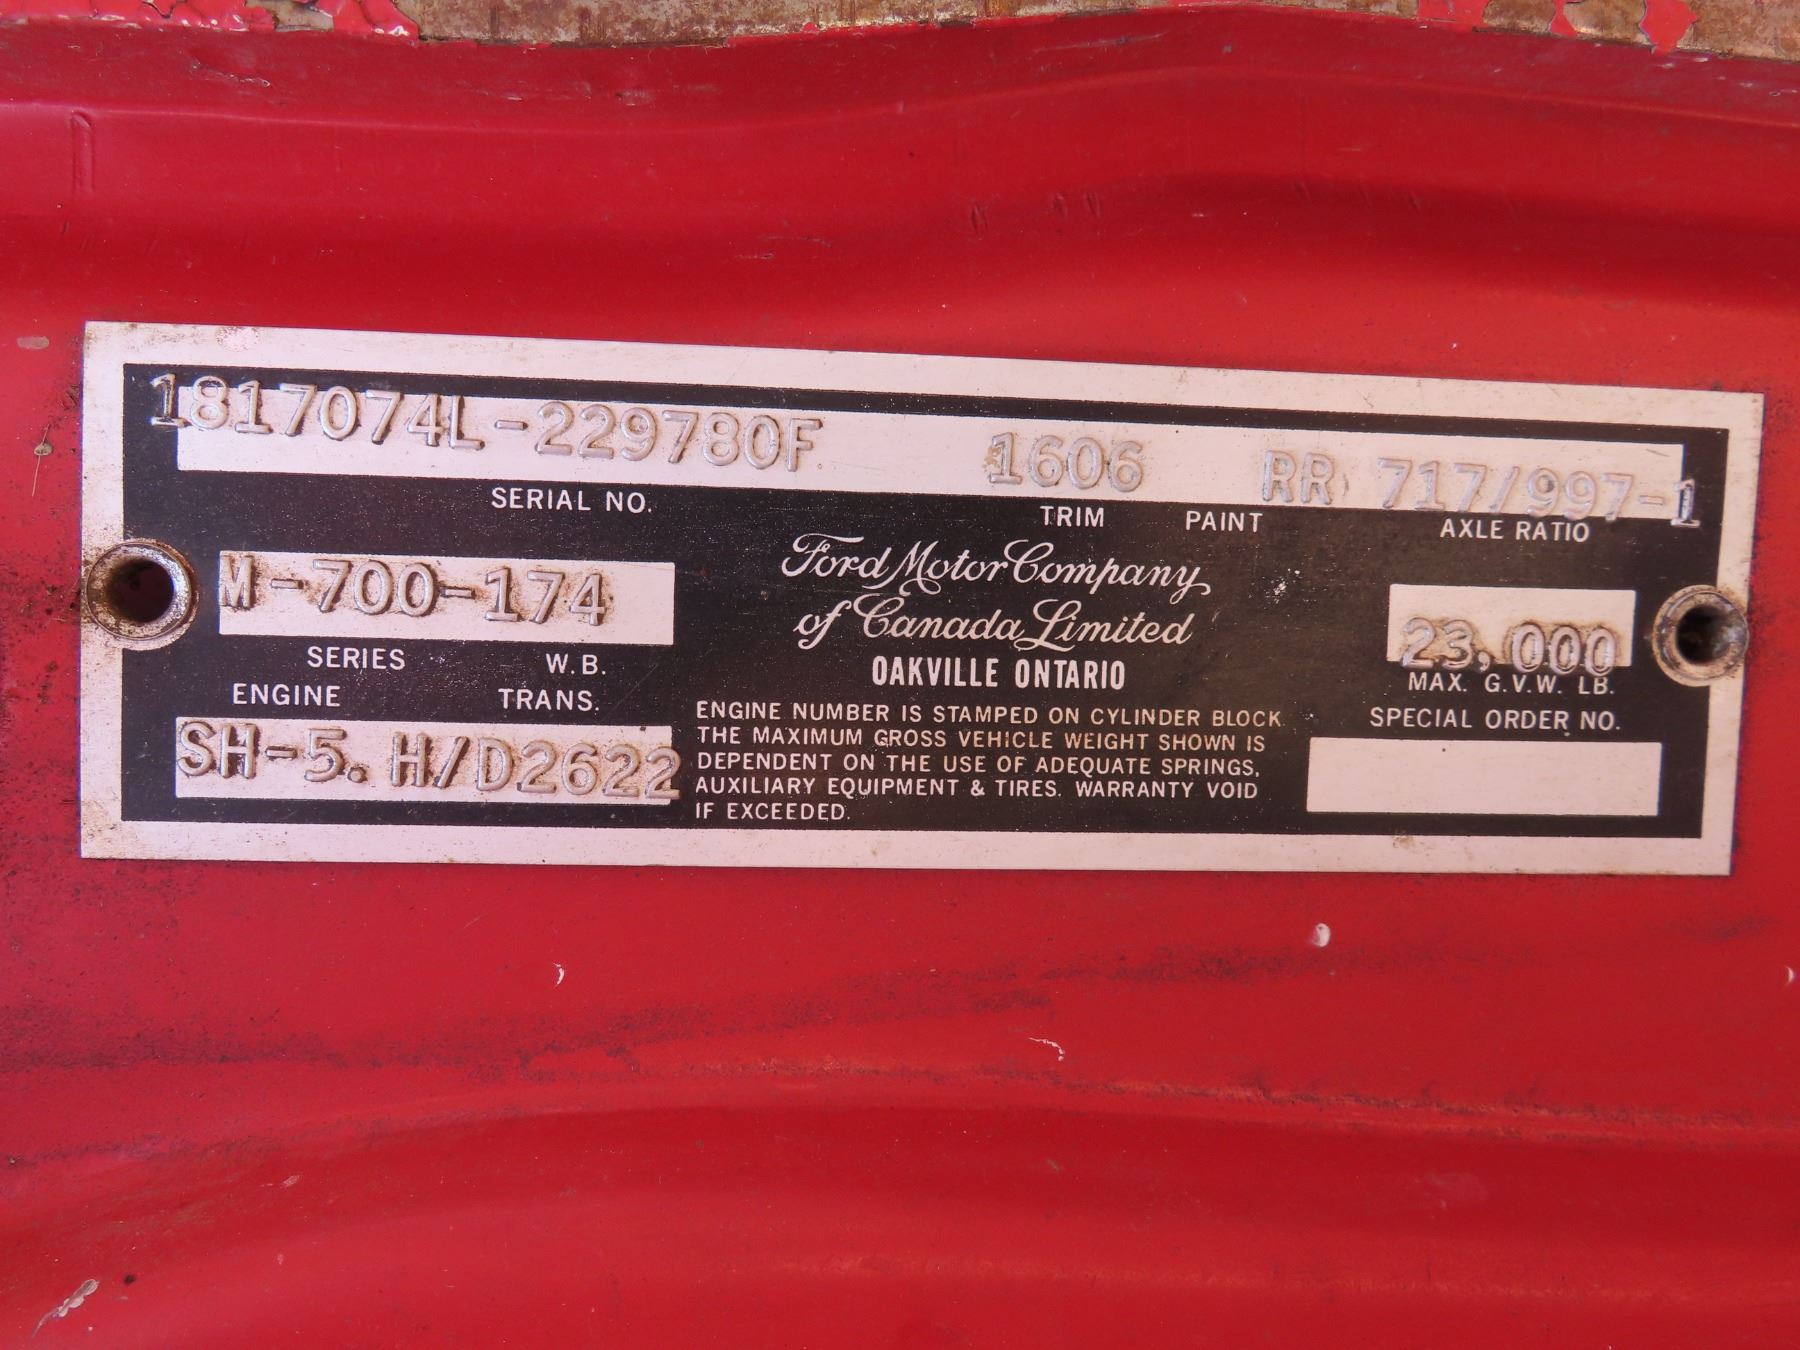 1817074L-229780F 1606 RR 717/997-1
SERIAL NO. TRIM PAINT AXLE RATIO
M-700-174
SERIES W.B.
ENGINE TRANS.
SH-5. H/D2622
Ford Motor Company
of Canada Limited
OAKVILLE ONTARIO
ENGINE NUMBER IS STAMPED ON CYLINDER BLOCK
THE MAXIMUM GROSS VEHICLE WEIGHT SHOWN IS
DEPENDENT ON THE USE OF ADEQUATE SPRINGS,
AUXILIARY EQUIPMENT & TIRES. WARRANTY VOID
IF EXCEEDED.
23,000
MAX. G.V.W. LB.
SPECIAL ORDER NO.